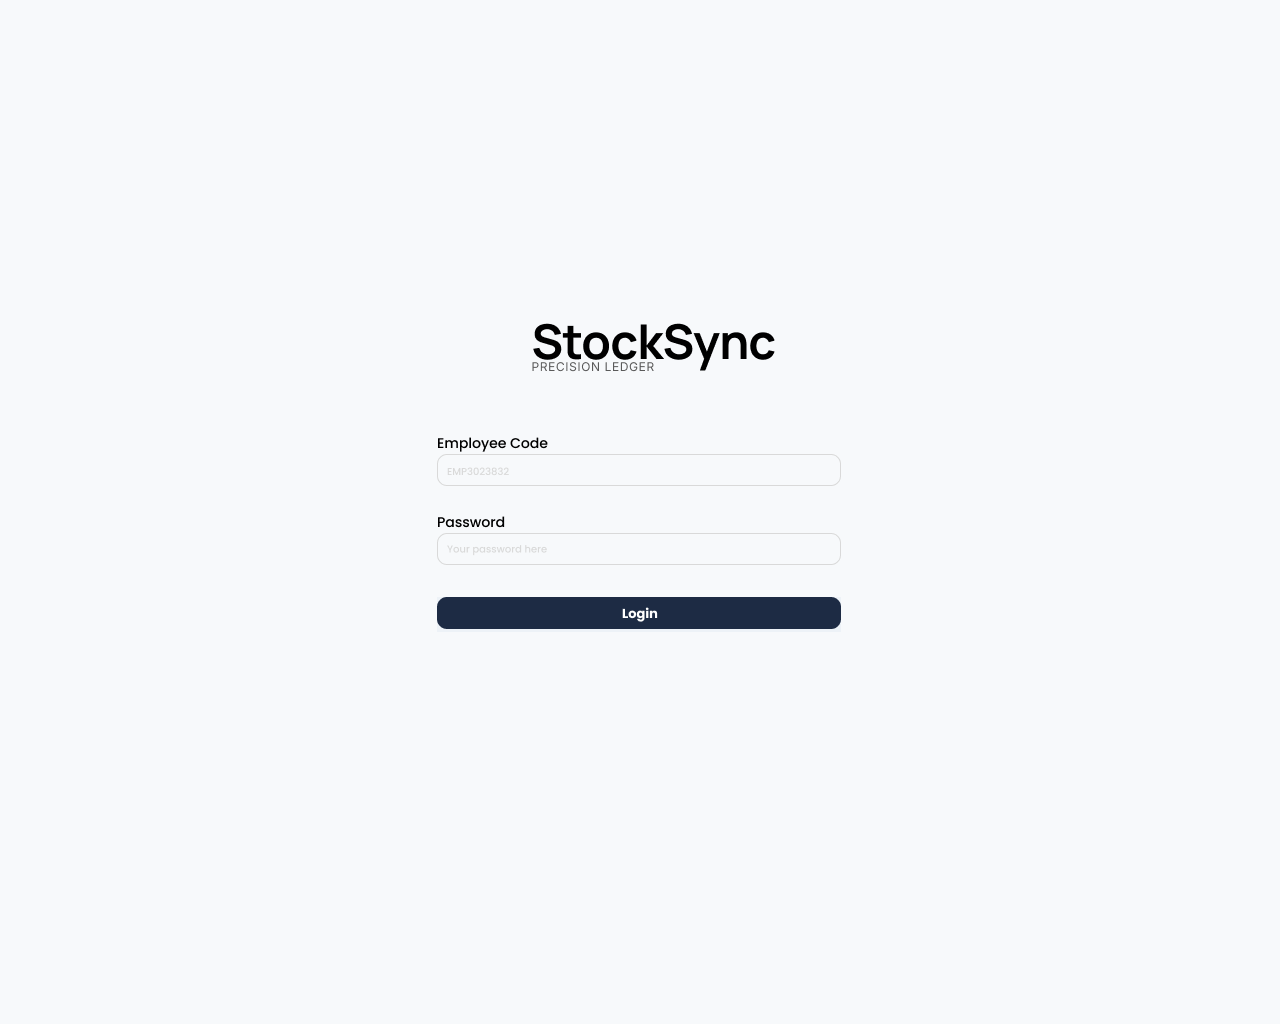 StockSync
PRECISION LEDGER
Employee Code
EMP3023832
Password
Your password here
Login